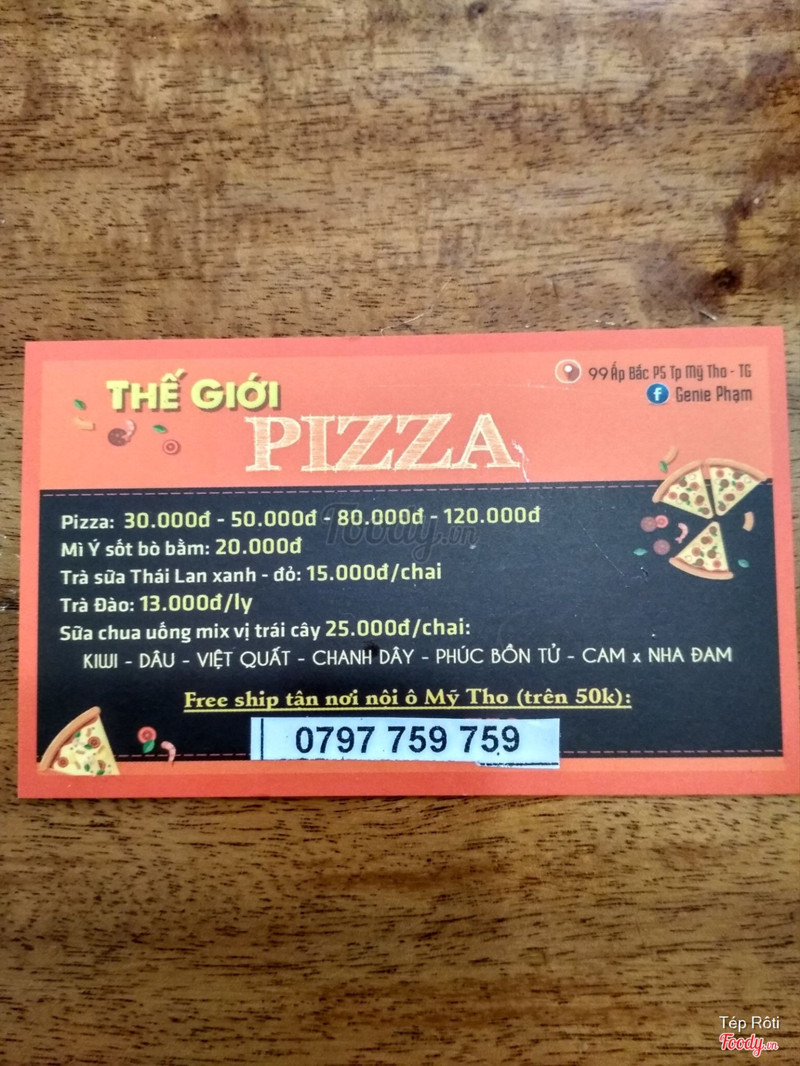 THẾ GIỚI
PIZZA
99 Ấp Bắc P5 Tp Mỹ Tho - TG
Genie Phạm
Pizza: 30.000đ - 50.000đ - 80.000đ - 120.000đ
Mì Ý sốt bò bằm: 20.000đ
Trà sữa Thái Lan xanh - đỏ: 15.000đ/chai
Trà Đào: 13.000đ/ly
Sữa chua uống mix vị trái cây 25.000đ/chai:
KIWI - DÂU - VIỆT QUẤT - CHANH DÂY - PHÚC BỒN TỬ - CAM x NHA ĐAM
Free ship tận nơi nội ô Mỹ Tho (trên 50k):
0797 759 759
Foody.vn
Tép Rôti
Foody.vn